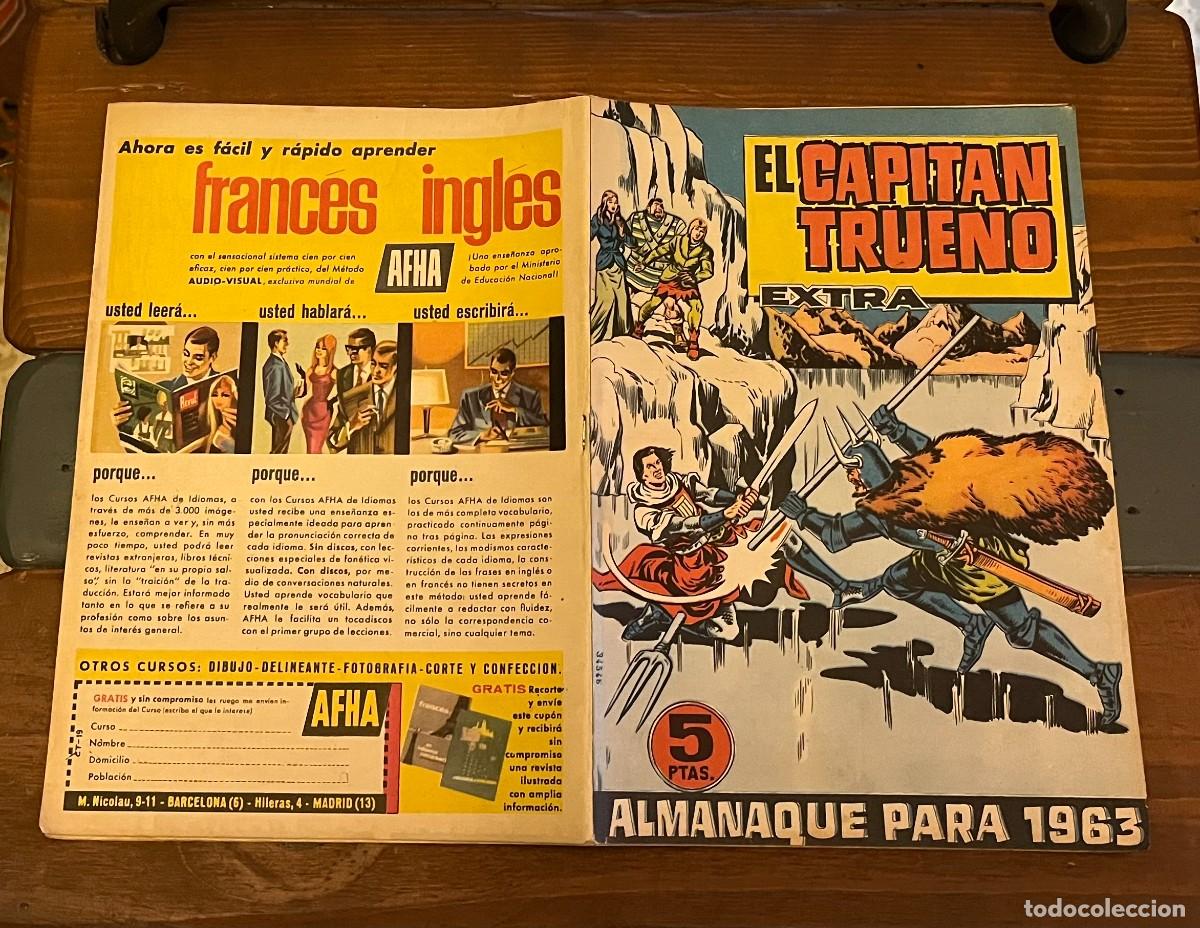 Ahora es fácil y rápido aprender
francés inglés
con el sensacional sistema cien por cien
eficaz, cien por cien práctico, del Método
AUDIO-VISUAL, exclusiva mundial de
AFHA
¡Una enseñanza apro-
bada por el Ministerio
de Educación Nacional!
usted leerá...
usted hablará...
usted escribirá...
porque...
los Cursos AFHA de Idiomas, a
través de más de 3.000 imáge-
nes, le enseñan a ver y, sin más
esfuerzo, comprender. En muy
poco tiempo, usted podrá leer
revistas extranjeras, libros técni-
cos, literatura "en su propia sal-
sa", sin la "traición" de la tra-
ducción. Estará mejor informado
tanto en lo que se refiere a su
profesión como sobre los asun-
tos de interés general.
porque...
con los Cursos AFHA de Idiomas
usted recibe una enseñanza es-
pecialmente ideada para apren-
der la pronunciación correcta de
cada idioma. Sin discos, con lec-
ciones especiales de fonética vi-
sualizada. Con discos, por me-
dio de conversaciones naturales.
Usted aprende vocabulario que
realmente le será útil. Además,
AFHA le facilita un tocadiscos
con el primer grupo de lecciones.
porque...
los Cursos AFHA de Idiomas son
los de más completo vocabulario,
practicado continuamente pági-
no tras página. Las expresiones
corrientes, los modismos caracte-
rísticos de cada idioma, la cons-
trucción de las frases en inglés o
en francés no tienen secretos en
este método: usted aprende fá-
cilmente a redactar con fluidez,
no sólo la correspondencia co-
mercial, sino cualquier tema.
OTROS CURSOS: DIBUJO-DELINEANTE-FOTOGRAFIA-CORTE Y CONFECCION.
GRATIS y sin compromiso les ruego me envíen in-
formación del Curso (escriba el que le interese)
AFHA
Curso
Nombre
Domicilio
Población
CT-19
francés
GRATIS Recorte
y envíe
este cupón
y recibirá
sin
compromiso
una revista
ilustrada
con amplia
información.
M. Nicolau, 9-11 - BARCELONA (6) - Hileras, 4 - MADRID (13)
EL CAPITAN
TRUENO
EXTRA
5
PTAS.
ALMANAQUE PARA 1963
todocoleccion